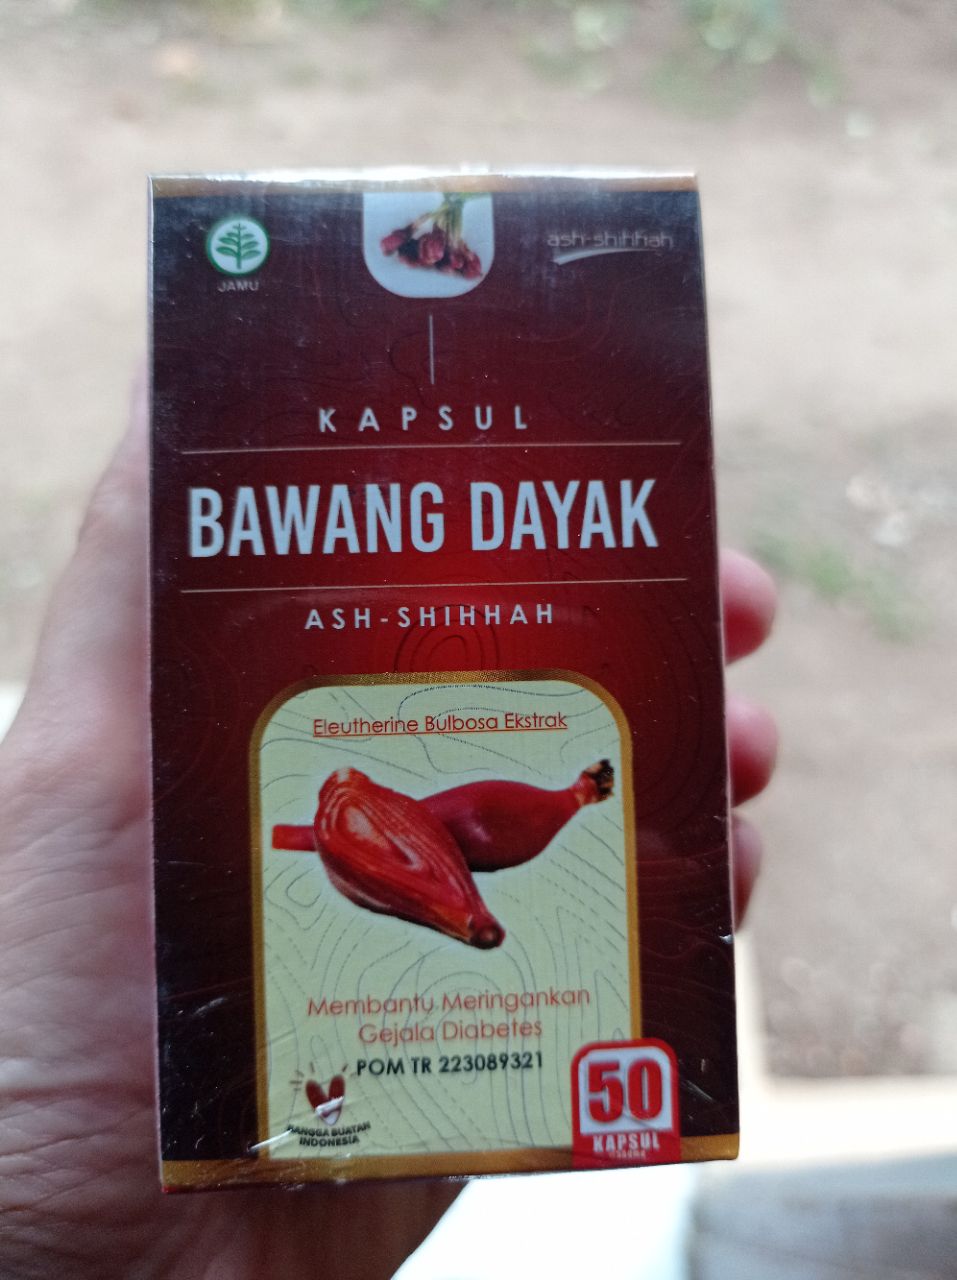 JAMU
ash-shihhah
KAPSUL
BAWANG DAYAK
ASH-SHIHHAH
Eleutherine Bulbosa Ekstrak
Membantu Meringankan
Gejala Diabetes
POM TR 223089321
BANGGA BUATAN
INDONESIA
50
KAPSUL